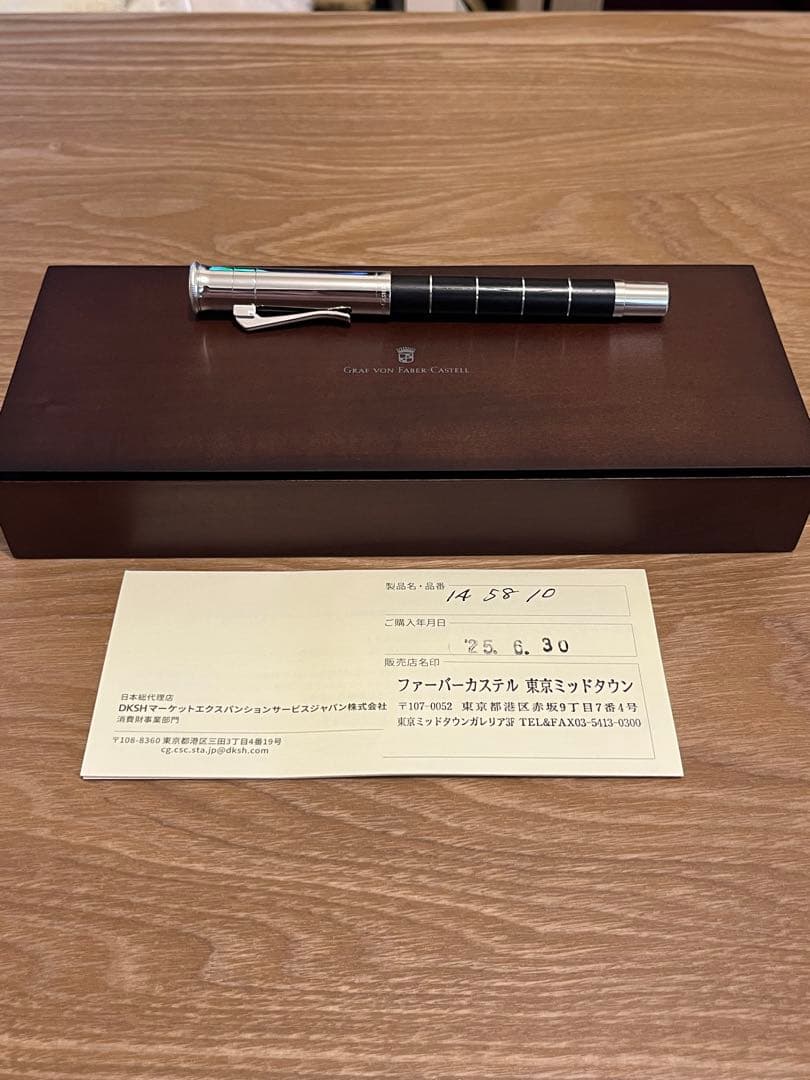 GRAF VON FABER-CASTELL
製品名・品番
14 58 10
ご購入年月日
'25. 6. 30
販売店名印
ファーバーカステル 東京ミッドタウン
〒107-0052 東京都港区赤坂9丁目7番4号
東京ミッドタウンガレリア3F TEL&FAX03-5413-0300
日本総代理店
DKSHマーケットエクスパンションサービスジャパン株式会社
消費財事業部門
〒108-8360 東京都港区三田3丁目4番19号
cg.csc.sta.jp@dksh.com